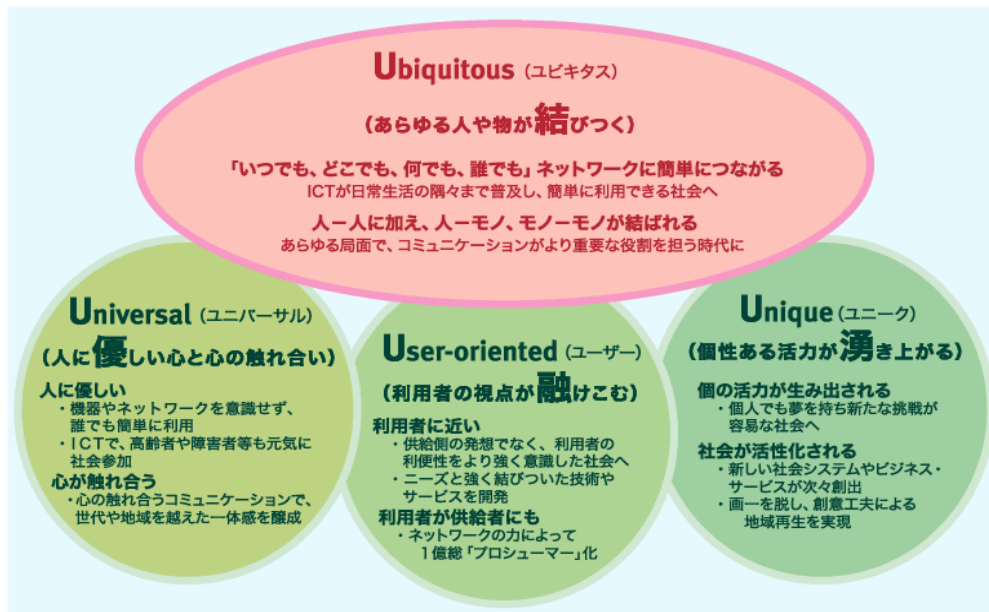 Ubiquitous（ユビキタス）
（あらゆる人や物が結びつく）
「いつでも、どこでも、何でも、誰でも」ネットワークに簡単につながる
ICTが日常生活の隅々まで普及し、簡単に利用できる社会へ
人－人に加え、人－モノ、モノ－モノが結ばれる
あらゆる局面で、コミュニケーションがより重要な役割を担う時代に
Universal（ユニバーサル）
（人に優しい心と心の触れ合い）
人に優しい
・機器やネットワークを意識せず、
誰でも簡単に利用
・ＩＣＴで、高齢者や障害者等も元気に
社会参加
心が触れ合う
・心の触れ合うコミュニケーションで、
世代や地域を越えた一体感を醸成
User-oriented（ユーザー）
（利用者の視点が融けこむ）
利用者に近い
・供給側の発想でなく、利用者の
利便性をより強く意識した社会へ
・ニーズと強く結びついた技術や
サービスを開発
利用者が供給者にも
・ネットワークの力によって
１億総「プロシューマー」化
Unique（ユニーク）
（個性ある活力が湧き上がる）
個の活力が生み出される
・個人でも夢を持ち新たな挑戦が
容易な社会へ
社会が活性化される
・新しい社会システムやビジネス・
サービスが次々創出
・画一を脱し、創意工夫による
地域再生を実現